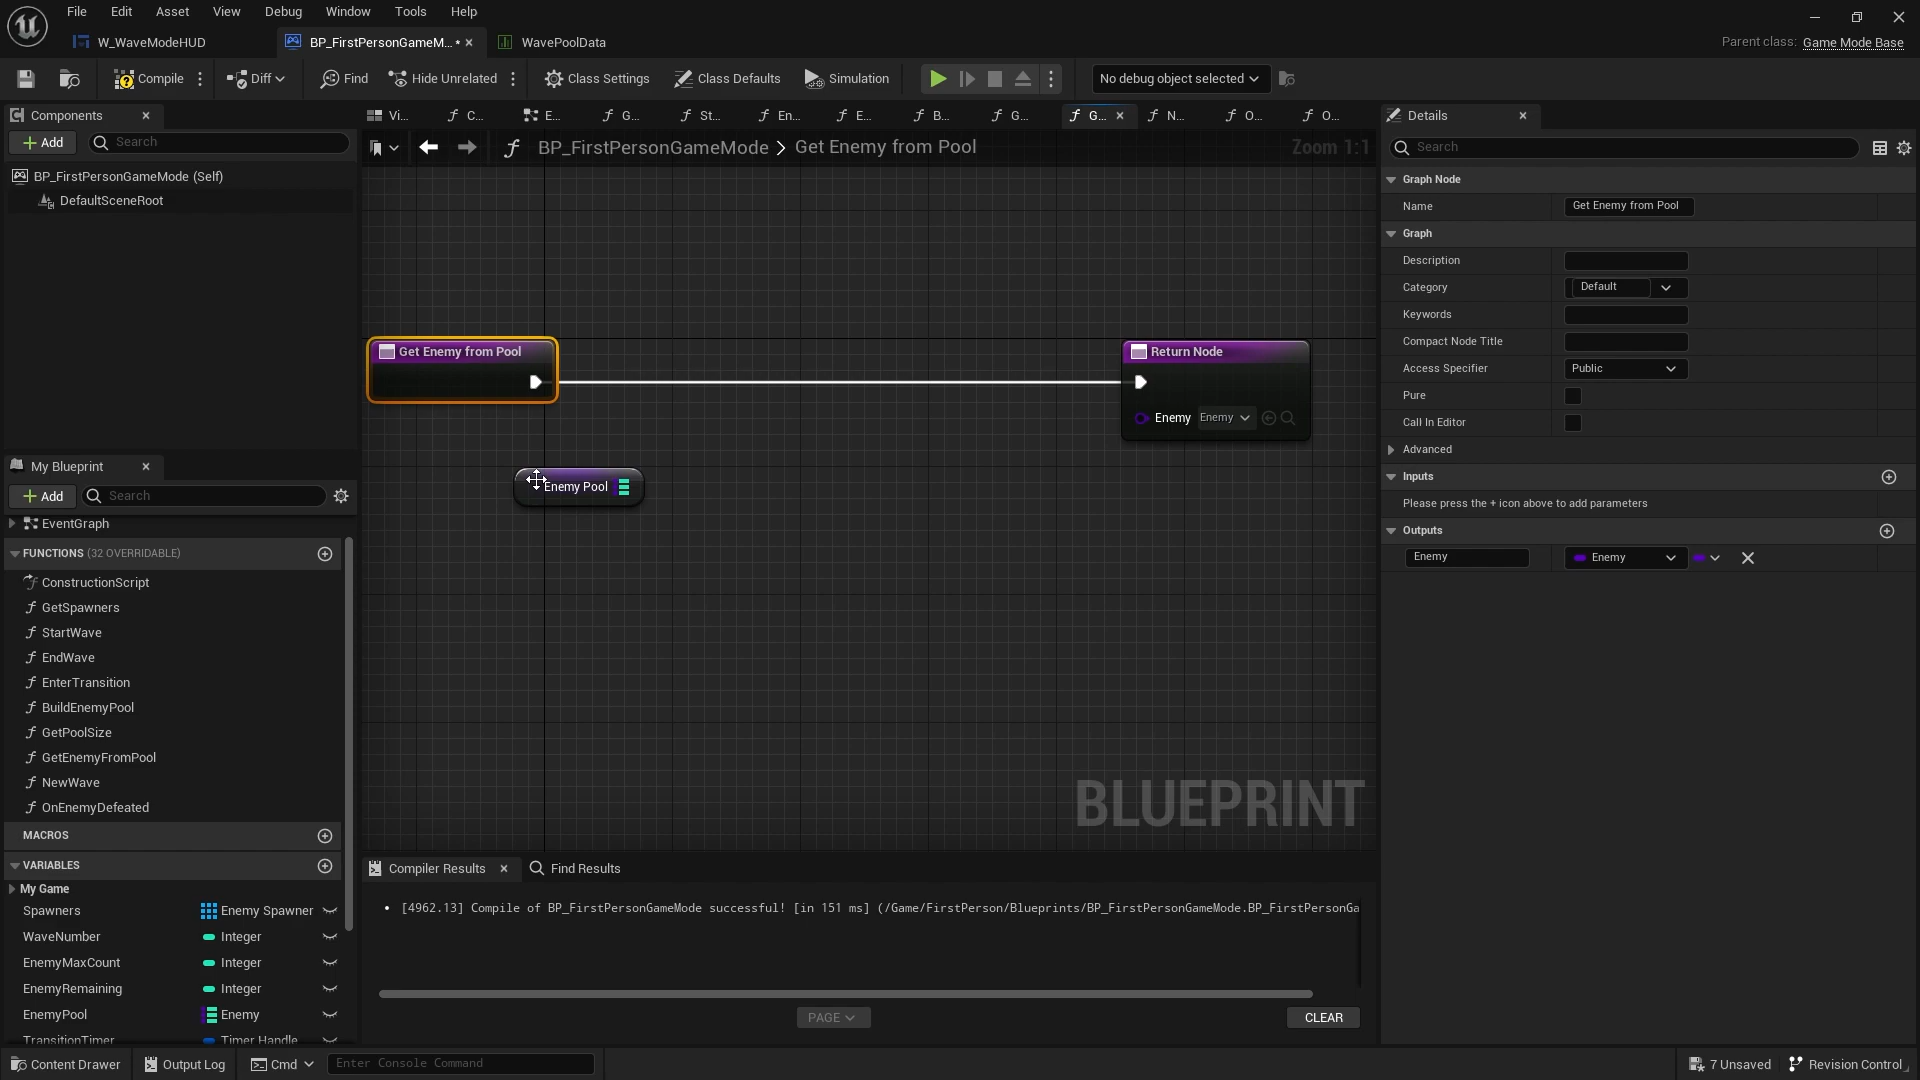 File Edit View Asset Debug Window Tools Help
W_WaveModeHUD
BP_FirstPersonGameM... •
WavePoolData
Parent class: Game Mode Base
Compile
Diff
Find
Hide Unrelated
Class Settings
Class Defaults
Simulation
No debug object selected
Components
Add
Search
BP_FirstPersonGameMode (Self)
DefaultSceneRoot
My Blueprint
Add
Search
EventGraph
FUNCTIONS (32 OVERRIDABLE)
ConstructionScript
GetSpawners
StartWave
EndWave
EnterTransition
BuildEnemyPool
GetPoolSize
GetEnemyFromPool
NewWave
OnEnemyDefeated
MACROS
VARIABLES
My Game
Spawners Enemy Spawner
WaveNumber Integer
EnemyMaxCount Integer
EnemyRemaining Integer
EnemyPool Enemy
TransitionTimer Timer Handle
Vi... C... E... G... St... En... E... B... G... G... N... O... O...
BP_FirstPersonGameMode > Get Enemy from Pool
Zoom 1:1
Get Enemy from Pool
Return Node
Enemy Enemy
Enemy Pool
BLUEPRINT
Compiler Results
Find Results
• [4962.13] Compile of BP_FirstPersonGameMode successful! [in 151 ms] (/Game/FirstPerson/Blueprints/BP_FirstPersonGameMode.BP_FirstPersonGa
PAGE
CLEAR
Details
Search
Graph Node
Name Get Enemy from Pool
Graph
Description
Category Default
Keywords
Compact Node Title
Access Specifier Public
Pure
Call In Editor
Advanced
Inputs
Please press the + icon above to add parameters
Outputs
Enemy Enemy
Content Drawer
Output Log
Cmd
Enter Console Command
7 Unsaved
Revision Control